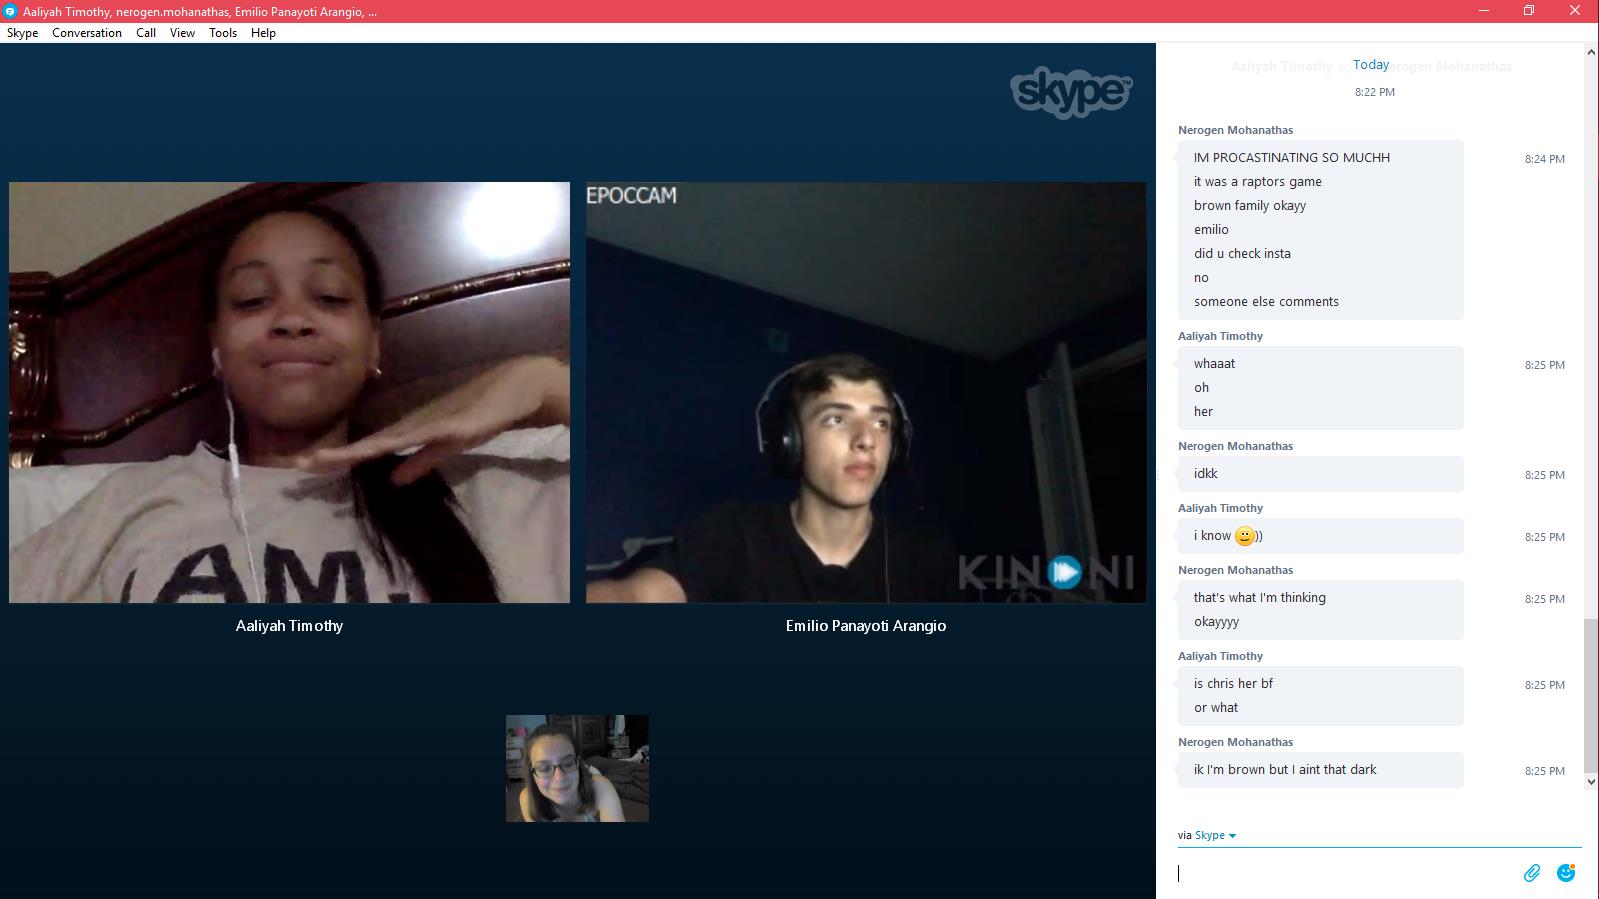 Aaliyah Timothy, nerogen.mohanathas, Emilio Panayoti Arangio, ...
Skype Conversation Call View Tools Help
skype™
EPOCCAM
I AM.
KINONI
Aaliyah Timothy
Emilio Panayoti Arangio
Aaliyah Timothy Nerogen Mohanathas
Today
8:22 PM
Nerogen Mohanathas
IM PROCASTINATING SO MUCHH 8:24 PM
it was a raptors game
brown family okayy
emilio
did u check insta
no
someone else comments
Aaliyah Timothy
whaaat 8:25 PM
oh
her
Nerogen Mohanathas
idkk 8:25 PM
Aaliyah Timothy
i know )) 8:25 PM
Nerogen Mohanathas
that's what I'm thinking 8:25 PM
okayyyy
Aaliyah Timothy
is chris her bf 8:25 PM
or what
Nerogen Mohanathas
ik I'm brown but I aint that dark 8:25 PM
via Skype